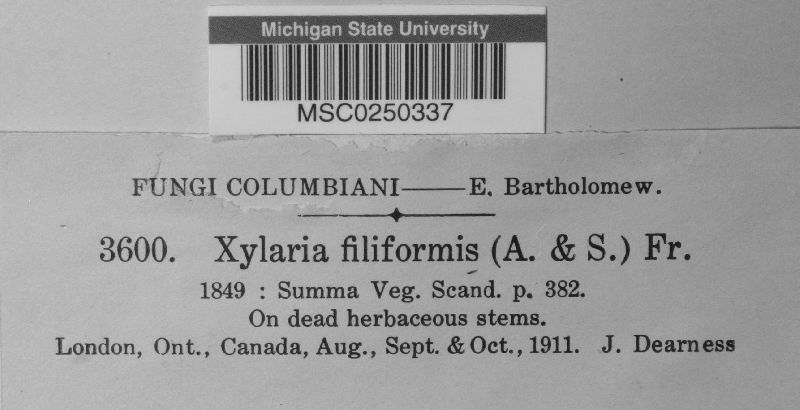 Michigan State University
MSC0250337
FUNGI COLUMBIANI——E. Bartholomew.
3600. Xylaria filiformis (A. & S.) Fr.
1849 : Summa Veg. Scand. p. 382.
On dead herbaceous stems.
London, Ont., Canada, Aug., Sept. & Oct., 1911. J. Dearness